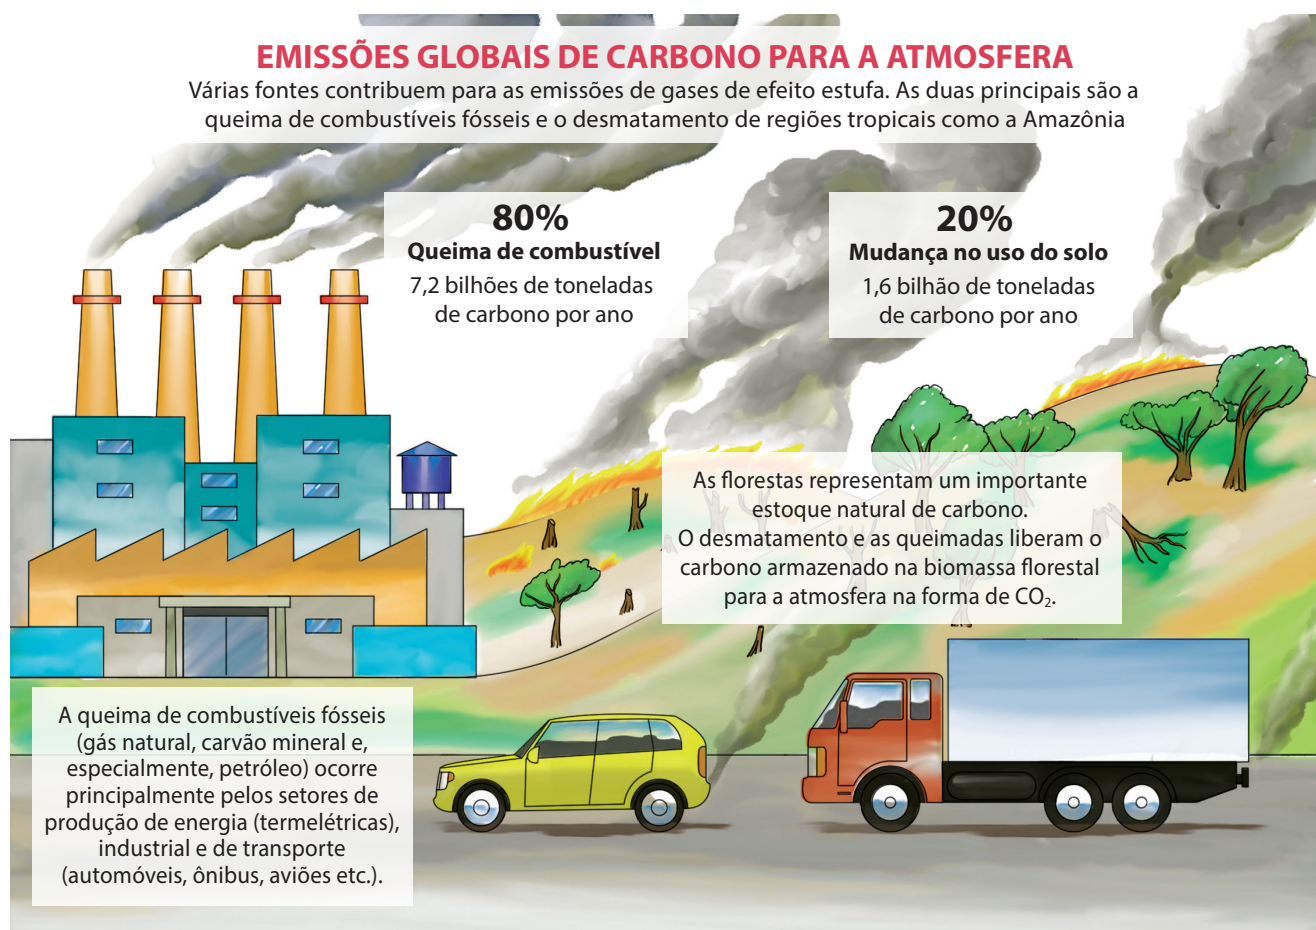 EMISSÕES GLOBAIS DE CARBONO PARA A ATMOSFERA
Várias fontes contribuem para as emissões de gases de efeito estufa. As duas principais são a
queima de combustíveis fósseis e o desmatamento de regiões tropicais como a Amazônia
80%
Queima de combustível
7,2 bilhões de toneladas
de carbono por ano
20%
Mudança no uso do solo
1,6 bilhão de toneladas
de carbono por ano
As florestas representam um importante
estoque natural de carbono.
O desmatamento e as queimadas liberam o
carbono armazenado na biomassa florestal
para a atmosfera na forma de CO₂.
A queima de combustíveis fósseis
(gás natural, carvão mineral e,
especialmente, petróleo) ocorre
principalmente pelos setores de
produção de energia (termelétricas),
industrial e de transporte
(automóveis, ônibus, aviões etc.).